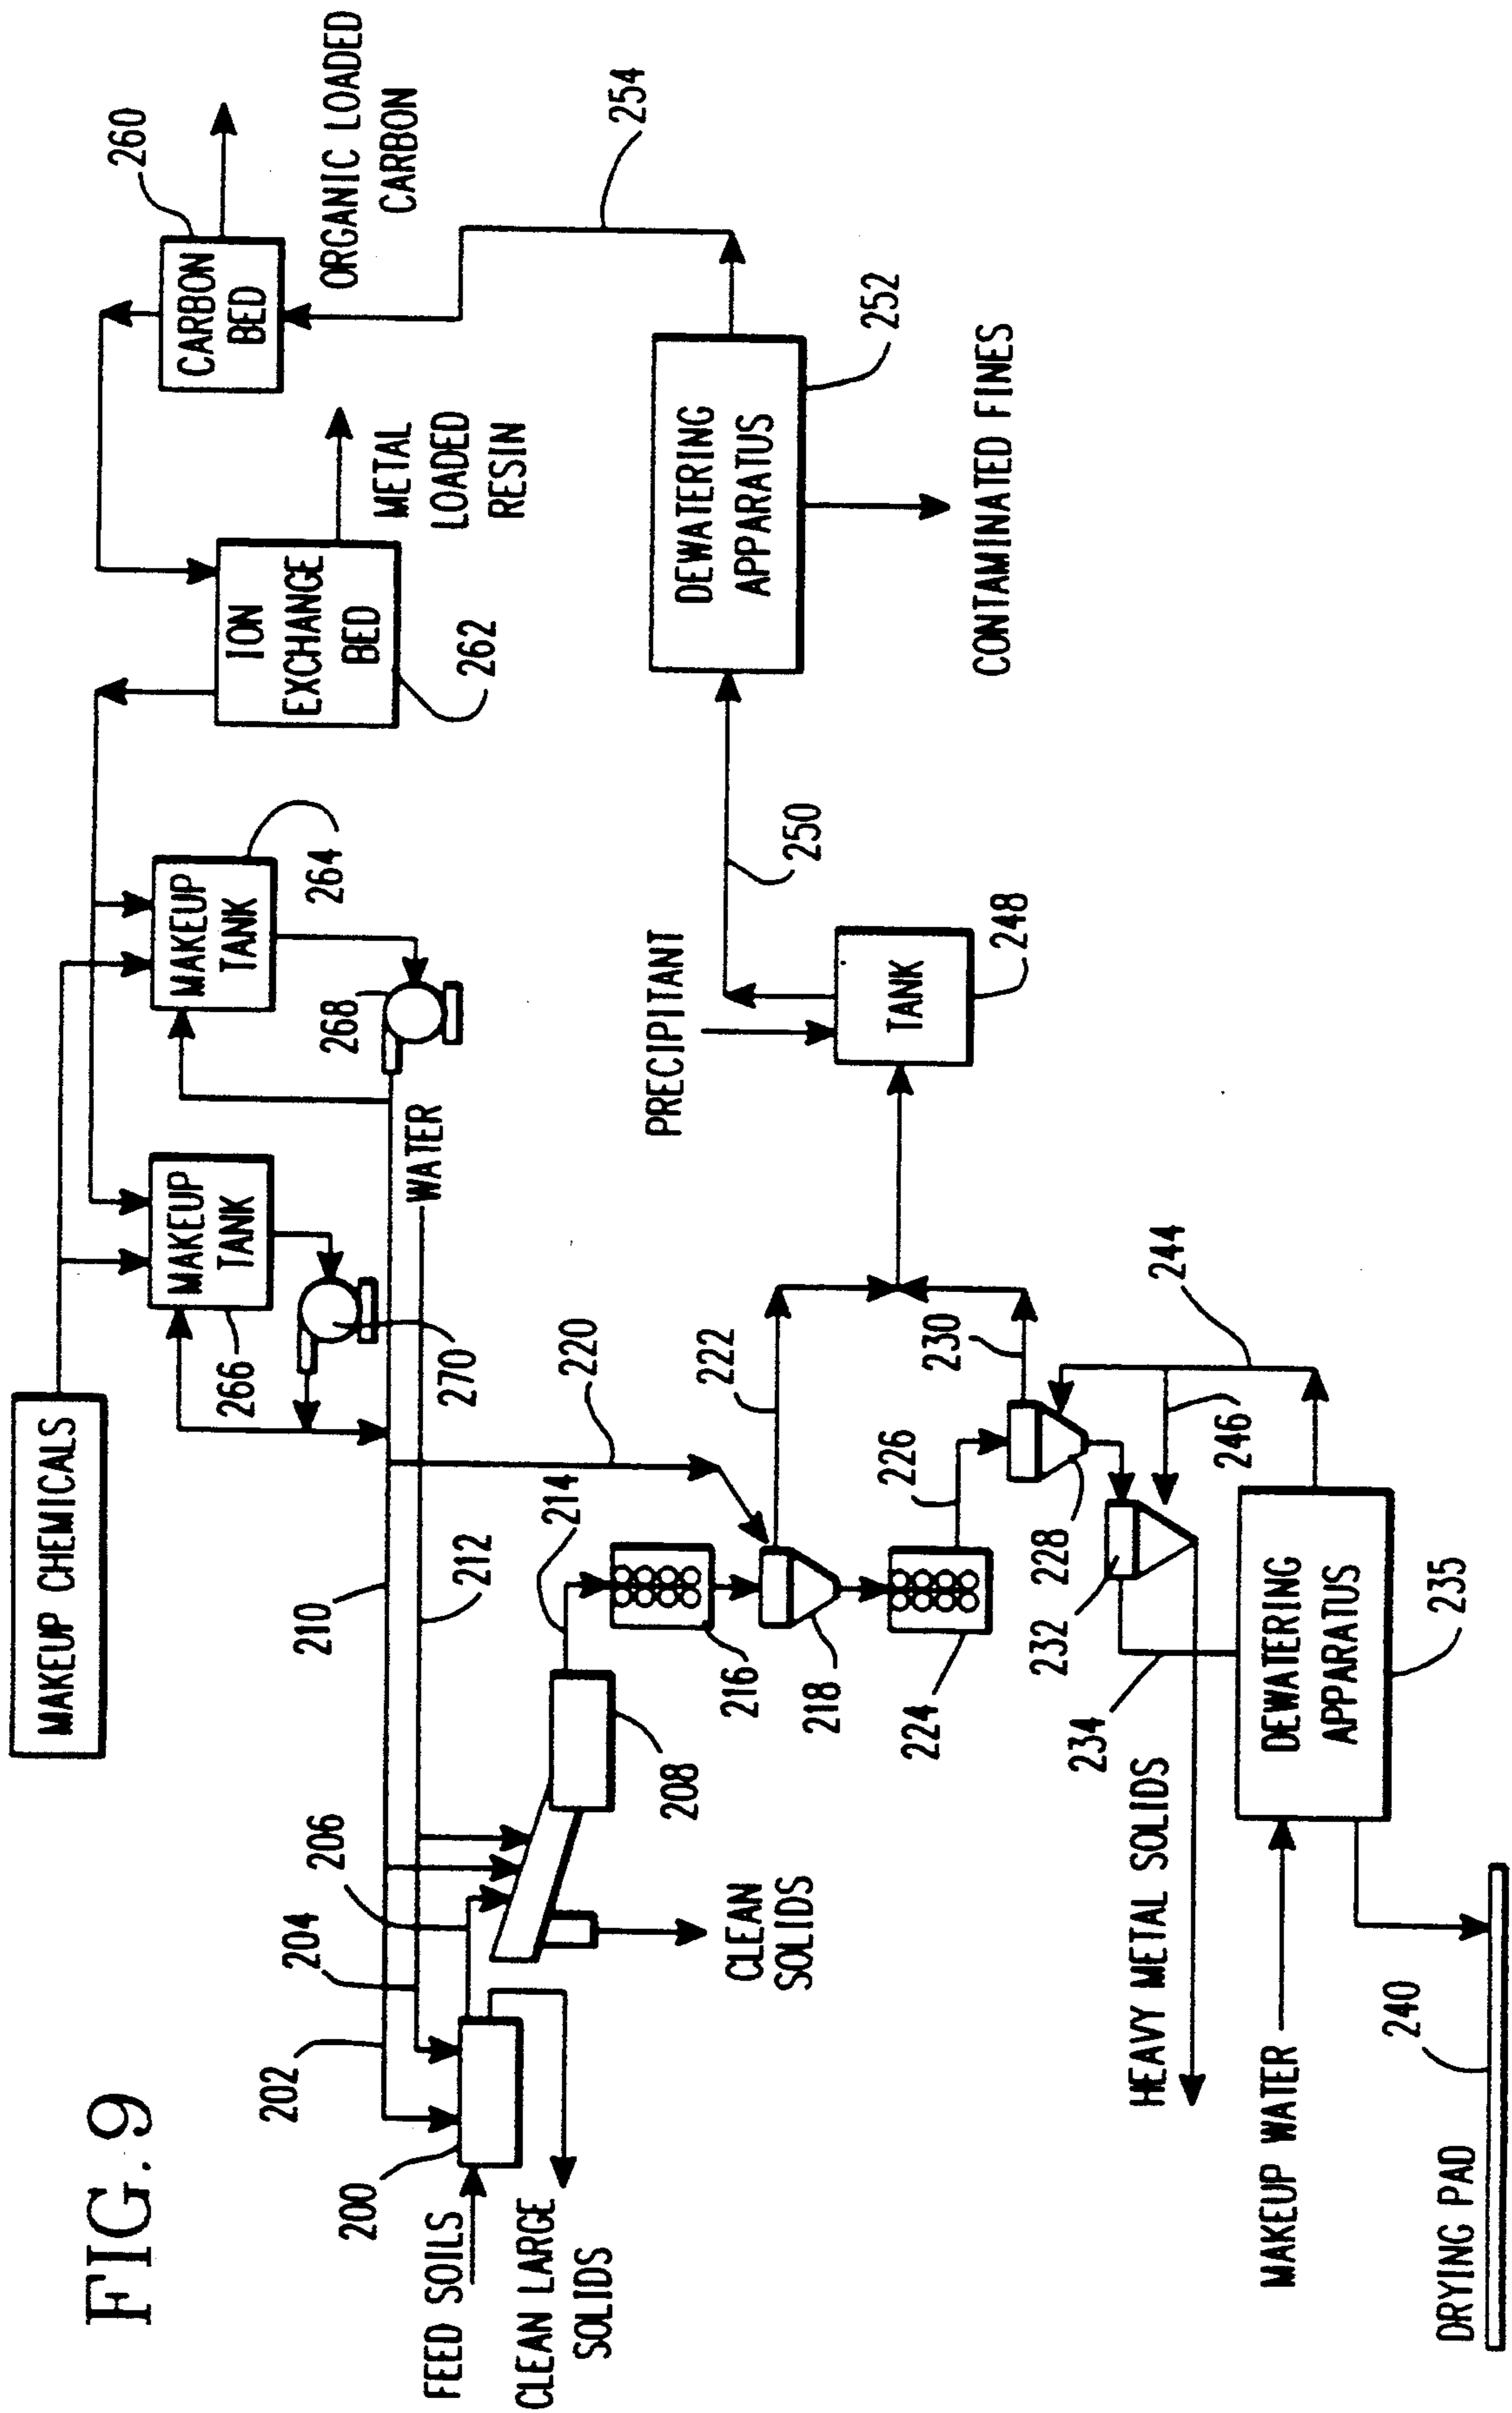 FIG. 9
MAKEUP CHEMICALS
MAKEUP
TANK
266
270
MAKEUP
TANK
264
268
ION
EXCHANGE
BED
262
METAL
LOADED
RESIN
CARBON
BED
260
ORGANIC LOADED
CARBON
254
WATER
202
204
206
210
212
214
220
200
FEED SOILS
CLEAN LARGE
SOLIDS
208
CLEAN
SOLIDS
216
218
222
224
226
228
230
232
234
PRECIPITANT
TANK
248
250
DEWATERING
APPARATUS
252
CONTAMINATED FINES
244
246
HEAVY METAL SOLIDS
MAKEUP WATER
DEWATERING
APPARATUS
235
240
DRYING PAD